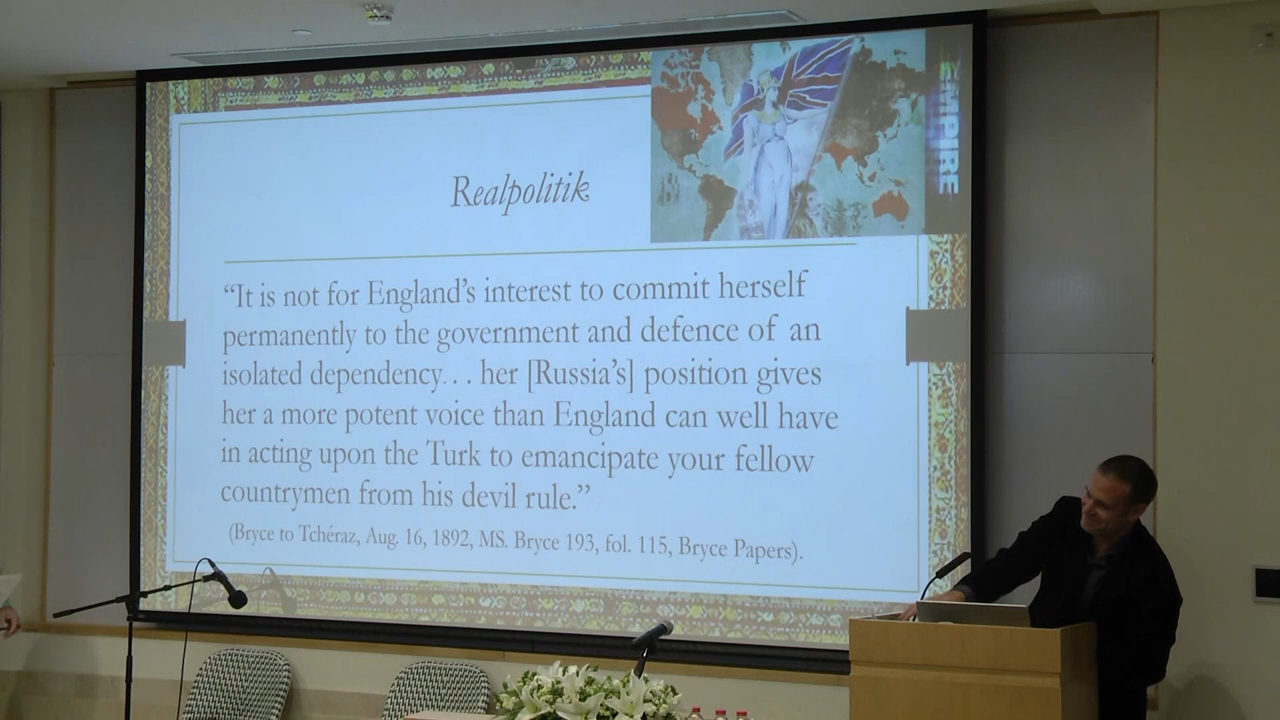 EMPIRE
Realpolitik
“It is not for England’s interest to commit herself
permanently to the government and defence of an
isolated dependency. . . her [Russia’s] position gives
her a more potent voice than England can well have
in acting upon the Turk to emancipate your fellow
countrymen from his devil rule.”
(Bryce to Tchéraz, Aug. 16, 1892, MS. Bryce 193, fol. 115, Bryce Papers).